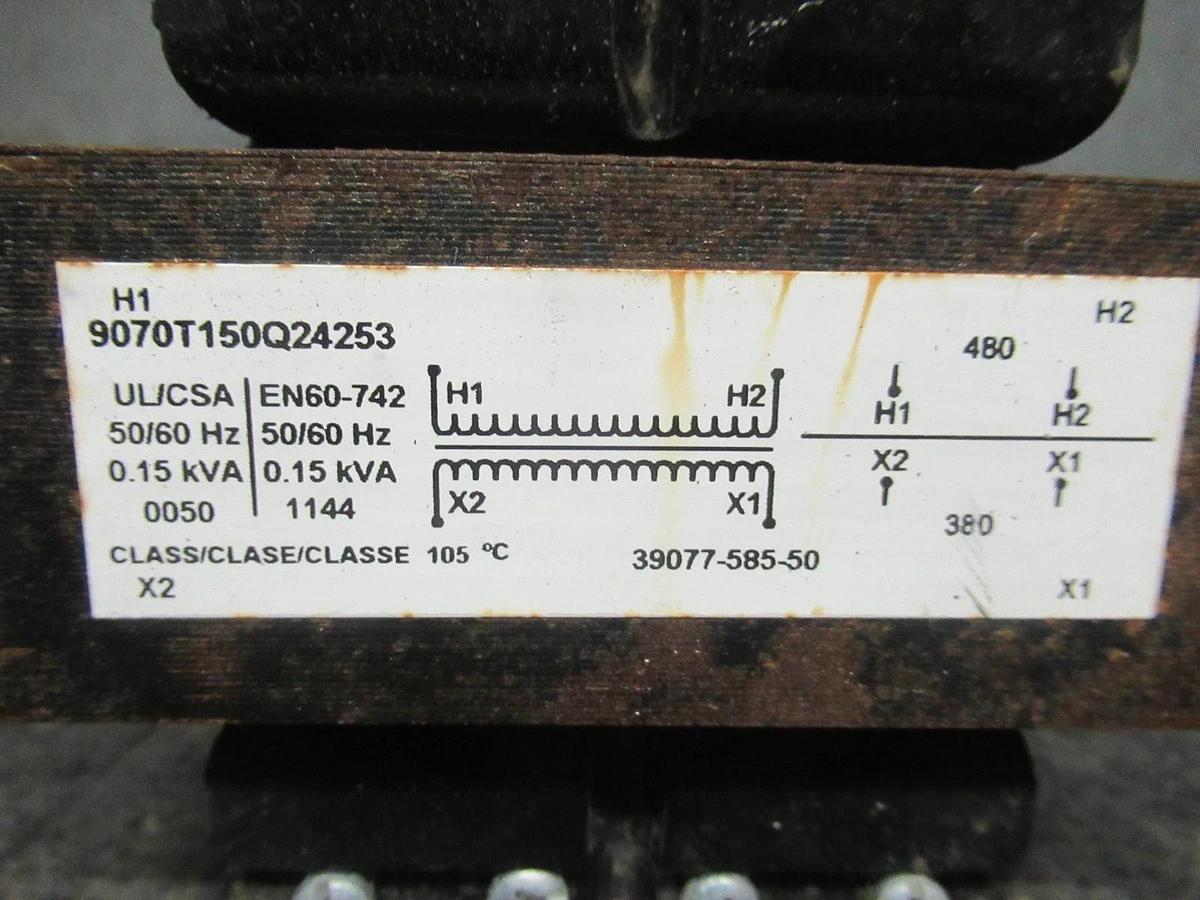 H1
9070T150Q24253
H2
480
UL/CSA EN60-742
50/60 Hz 50/60 Hz
0.15 kVA 0.15 kVA
0050 1144
H1 H2
X2 X1
H1 H2
X2 X1
380
CLASS/CLASE/CLASSE 105 ºC
39077-585-50
X2
X1